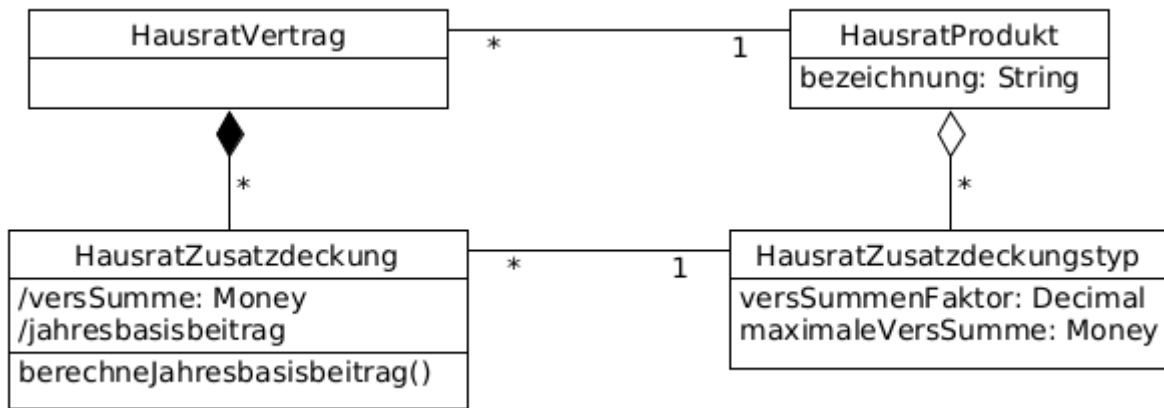 HausratVertrag
* 1
HausratProdukt
bezeichnung: String
*
*
HausratZusatzdeckung
/versSumme: Money
/jahresbasisbeitrag
berechneJahresbasisbeitrag()
* 1
HausratZusatzdeckungstyp
versSummenFaktor: Decimal
maximaleVersSumme: Money